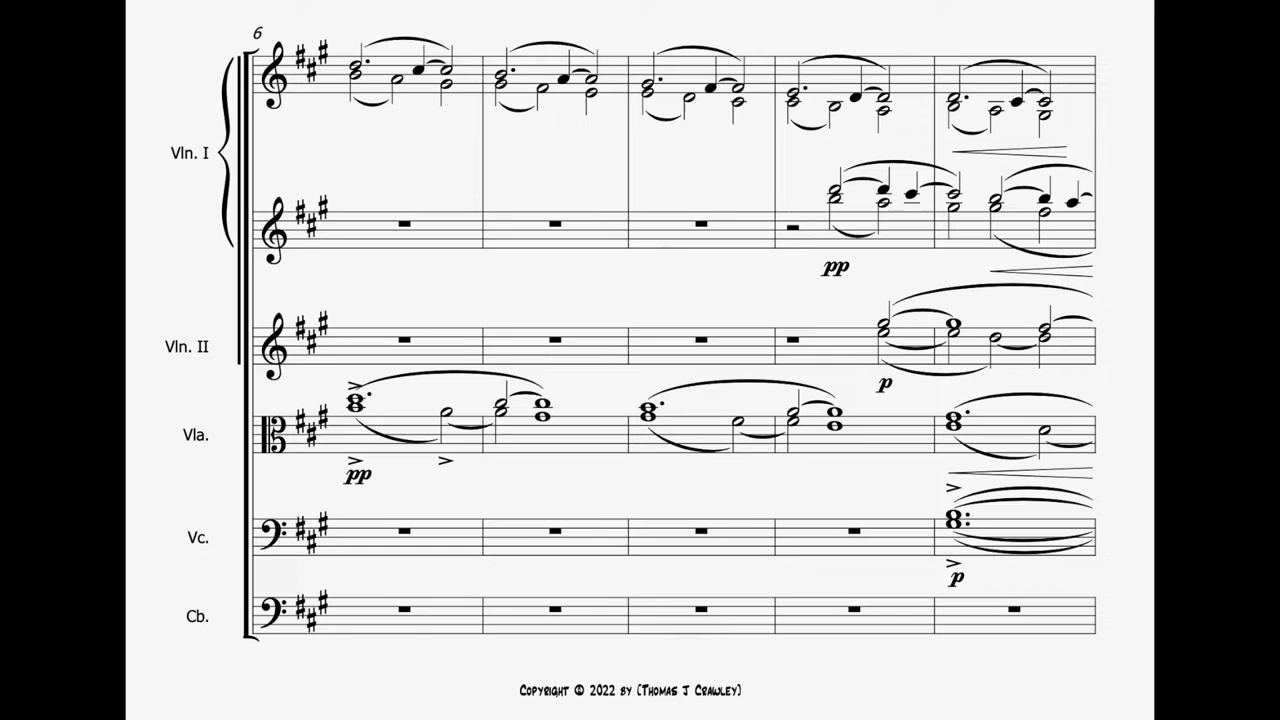 6
Vln. I
pp
Vln. II
p
Vla.
pp
Vc.
p
Cb.
Copyright © 2022 by [Thomas J Crawley]